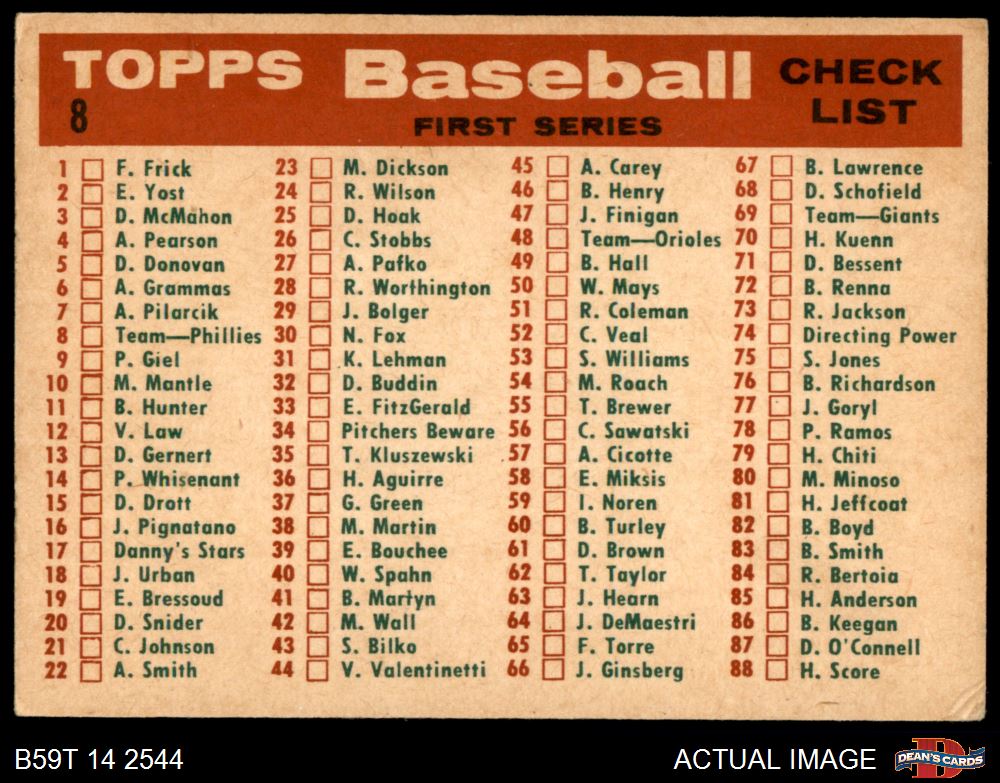 TOPPS Baseball CHECK LIST
8
FIRST SERIES
1 F. Frick
2 E. Yost
3 D. McMahon
4 A. Pearson
5 D. Donovan
6 A. Grammas
7 A. Pilarcik
8 Team—Phillies
9 P. Giel
10 M. Mantle
11 B. Hunter
12 V. Law
13 D. Gernert
14 P. Whisenant
15 D. Drott
16 J. Pignatano
17 Danny's Stars
18 J. Urban
19 E. Bressoud
20 D. Snider
21 C. Johnson
22 A. Smith
23 M. Dickson
24 R. Wilson
25 D. Hoak
26 C. Stobbs
27 A. Pafko
28 R. Worthington
29 J. Bolger
30 N. Fox
31 K. Lehman
32 D. Buddin
33 E. FitzGerald
34 Pitchers Beware
35 T. Kluszewski
36 H. Aguirre
37 G. Green
38 M. Martin
39 E. Bouchee
40 W. Spahn
41 B. Martyn
42 M. Wall
43 S. Bilko
44 V. Valentinetti
45 A. Carey
46 B. Henry
47 J. Finigan
48 Team—Orioles
49 B. Hall
50 W. Mays
51 R. Coleman
52 C. Veal
53 S. Williams
54 M. Roach
55 T. Brewer
56 C. Sawatski
57 A. Cicotte
58 E. Miksis
59 I. Noren
60 B. Turley
61 D. Brown
62 T. Taylor
63 J. Hearn
64 J. DeMaestri
65 F. Torre
66 J. Ginsberg
67 B. Lawrence
68 D. Schofield
69 Team—Giants
70 H. Kuenn
71 D. Bessent
72 B. Renna
73 R. Jackson
74 Directing Power
75 S. Jones
76 B. Richardson
77 J. Goryl
78 P. Ramos
79 H. Chiti
80 M. Minoso
81 H. Jeffcoat
82 B. Boyd
83 B. Smith
84 R. Bertoia
85 H. Anderson
86 B. Keegan
87 D. O'Connell
88 H. Score
B59T 14 2544
ACTUAL IMAGE
D
DEAN'S CARDS